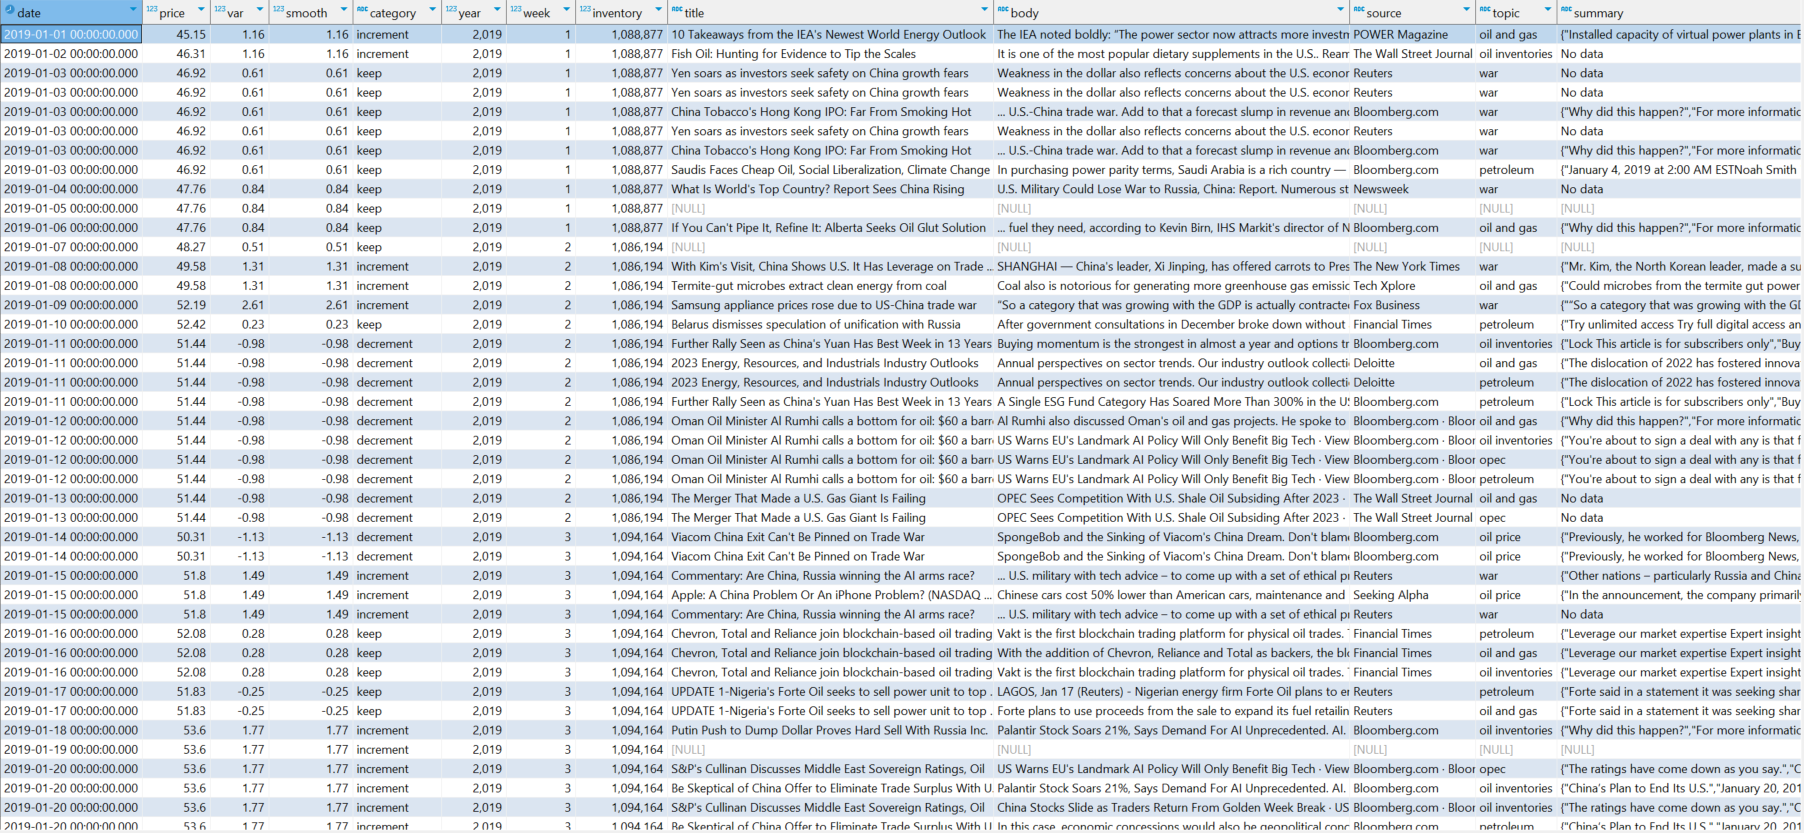 date price var smooth category year week inventory title body source topic summary
2019-01-01 00:00:00.000 45.15 1.16 1.16 increment 2,019 1 1,088,877 10 Takeaways from the IEA's Newest World Energy Outlook The IEA noted boldly: "The power sector now attracts more investm POWER Magazine oil and gas {"Installed capacity of virtual power plants in E
2019-01-02 00:00:00.000 46.31 1.16 1.16 increment 2,019 1 1,088,877 Fish Oil: Hunting for Evidence to Tip the Scales It is one of the most popular dietary supplements in the U.S.. Rear The Wall Street Journal oil inventories No data
2019-01-03 00:00:00.000 46.92 0.61 0.61 keep 2,019 1 1,088,877 Yen soars as investors seek safety on China growth fears Weakness in the dollar also reflects concerns about the U.S. econor Reuters war No data
2019-01-03 00:00:00.000 46.92 0.61 0.61 keep 2,019 1 1,088,877 Yen soars as investors seek safety on China growth fears Weakness in the dollar also reflects concerns about the U.S. econor Reuters war No data
2019-01-03 00:00:00.000 46.92 0.61 0.61 keep 2,019 1 1,088,877 China Tobacco's Hong Kong IPO: Far From Smoking Hot ... U.S.-China trade war. Add to that a forecast slump in revenue and Bloomberg.com war {"Why did this happen?","For more informatic
2019-01-03 00:00:00.000 46.92 0.61 0.61 keep 2,019 1 1,088,877 Yen soars as investors seek safety on China growth fears Weakness in the dollar also reflects concerns about the U.S. econor Reuters war No data
2019-01-03 00:00:00.000 46.92 0.61 0.61 keep 2,019 1 1,088,877 China Tobacco's Hong Kong IPO: Far From Smoking Hot ... U.S.-China trade war. Add to that a forecast slump in revenue and Bloomberg.com war {"Why did this happen?","For more informatic
2019-01-03 00:00:00.000 46.92 0.61 0.61 keep 2,019 1 1,088,877 Saudis Faces Cheap Oil, Social Liberalization, Climate Change In purchasing power parity terms, Saudi Arabia is a rich country — Bloomberg.com petroleum {"January 4, 2019 at 2:00 AM ESTNoah Smith
2019-01-04 00:00:00.000 47.76 0.84 0.84 keep 2,019 1 1,088,877 What Is World's Top Country? Report Sees China Rising U.S. Military Could Lose War to Russia, China: Report. Numerous st Newsweek war No data
2019-01-05 00:00:00.000 47.76 0.84 0.84 keep 2,019 1 1,088,877 [NULL] [NULL] [NULL] [NULL] [NULL]
2019-01-06 00:00:00.000 47.76 0.84 0.84 keep 2,019 1 1,088,877 If You Can't Pipe It, Refine It: Alberta Seeks Oil Glut Solution ... fuel they need, according to Kevin Birn, IHS Markit's director of N Bloomberg.com oil and gas {"Why did this happen?","For more informatic
2019-01-07 00:00:00.000 48.27 0.51 0.51 keep 2,019 2 1,086,194 [NULL] [NULL] [NULL] [NULL] [NULL]
2019-01-08 00:00:00.000 49.58 1.31 1.31 increment 2,019 2 1,086,194 With Kim's Visit, China Shows U.S. It Has Leverage on Trade ... SHANGHAI — China's leader, Xi Jinping, has offered carrots to Pres The New York Times war {"Mr. Kim, the North Korean leader, made a su
2019-01-08 00:00:00.000 49.58 1.31 1.31 increment 2,019 2 1,086,194 Termite-gut microbes extract clean energy from coal Coal also is notorious for generating more greenhouse gas emissic Tech Xplore oil and gas {"Could microbes from the termite gut power
2019-01-09 00:00:00.000 52.19 2.61 2.61 increment 2,019 2 1,086,194 Samsung appliance prices rose due to US-China trade war "So a category that was growing with the GDP is actually contracte Fox Business war {""So a category that was growing with the GD
2019-01-10 00:00:00.000 52.42 0.23 0.23 keep 2,019 2 1,086,194 Belarus dismisses speculation of unification with Russia After government consultations in December broke down without Financial Times petroleum {"Try unlimited access Try full digital access an
2019-01-11 00:00:00.000 51.44 -0.98 -0.98 decrement 2,019 2 1,086,194 Further Rally Seen as China's Yuan Has Best Week in 13 Years Buying momentum is the strongest in almost a year and options tr Bloomberg.com oil inventories {"Lock This article is for subscribers only","Buy
2019-01-11 00:00:00.000 51.44 -0.98 -0.98 decrement 2,019 2 1,086,194 2023 Energy, Resources, and Industrials Industry Outlooks Annual perspectives on sector trends. Our industry outlook collecti Deloitte oil and gas {"The dislocation of 2022 has fostered innova
2019-01-11 00:00:00.000 51.44 -0.98 -0.98 decrement 2,019 2 1,086,194 2023 Energy, Resources, and Industrials Industry Outlooks Annual perspectives on sector trends. Our industry outlook collecti Deloitte petroleum {"The dislocation of 2022 has fostered innova
2019-01-11 00:00:00.000 51.44 -0.98 -0.98 decrement 2,019 2 1,086,194 Further Rally Seen as China's Yuan Has Best Week in 13 Years A Single ESG Fund Category Has Soared More Than 300% in the US Bloomberg.com petroleum {"Lock This article is for subscribers only","Buy
2019-01-12 00:00:00.000 51.44 -0.98 -0.98 decrement 2,019 2 1,086,194 Oman Oil Minister Al Rumhi calls a bottom for oil: $60 a barr Al Rumhi also discussed Oman's oil and gas projects. He spoke to Bloomberg.com · Bloor oil and gas {"Why did this happen?","For more informatic
2019-01-12 00:00:00.000 51.44 -0.98 -0.98 decrement 2,019 2 1,086,194 Oman Oil Minister Al Rumhi calls a bottom for oil: $60 a barr US Warns EU's Landmark AI Policy Will Only Benefit Big Tech · View Bloomberg.com · Bloor oil inventories {"You're about to sign a deal with any is that f
2019-01-12 00:00:00.000 51.44 -0.98 -0.98 decrement 2,019 2 1,086,194 Oman Oil Minister Al Rumhi calls a bottom for oil: $60 a barr US Warns EU's Landmark AI Policy Will Only Benefit Big Tech · View Bloomberg.com · Bloor opec {"You're about to sign a deal with any is that f
2019-01-12 00:00:00.000 51.44 -0.98 -0.98 decrement 2,019 2 1,086,194 Oman Oil Minister Al Rumhi calls a bottom for oil: $60 a barr US Warns EU's Landmark AI Policy Will Only Benefit Big Tech · View Bloomberg.com · Bloor petroleum {"You're about to sign a deal with any is that f
2019-01-13 00:00:00.000 51.44 -0.98 -0.98 decrement 2,019 2 1,086,194 The Merger That Made a U.S. Gas Giant Is Failing OPEC Sees Competition With U.S. Shale Oil Subsiding After 2023 · The Wall Street Journal oil and gas No data
2019-01-13 00:00:00.000 51.44 -0.98 -0.98 decrement 2,019 2 1,086,194 The Merger That Made a U.S. Gas Giant Is Failing OPEC Sees Competition With U.S. Shale Oil Subsiding After 2023 · The Wall Street Journal opec No data
2019-01-14 00:00:00.000 50.31 -1.13 -1.13 decrement 2,019 3 1,094,164 Viacom China Exit Can't Be Pinned on Trade War SpongeBob and the Sinking of Viacom's China Dream. Don't blame Bloomberg.com oil price {"Previously, he worked for Bloomberg News,
2019-01-14 00:00:00.000 50.31 -1.13 -1.13 decrement 2,019 3 1,094,164 Viacom China Exit Can't Be Pinned on Trade War SpongeBob and the Sinking of Viacom's China Dream. Don't blame Bloomberg.com oil price {"Previously, he worked for Bloomberg News,
2019-01-15 00:00:00.000 51.8 1.49 1.49 increment 2,019 3 1,094,164 Commentary: Are China, Russia winning the AI arms race? ... U.S. military with tech advice – to come up with a set of ethical pr Reuters war {"Other nations – particularly Russia and China
2019-01-15 00:00:00.000 51.8 1.49 1.49 increment 2,019 3 1,094,164 Apple: A China Problem Or An iPhone Problem? (NASDAQ ... Chinese cars cost 50% lower than American cars, maintenance and Seeking Alpha oil price {"In the announcement, the company primarily
2019-01-15 00:00:00.000 51.8 1.49 1.49 increment 2,019 3 1,094,164 Commentary: Are China, Russia winning the AI arms race? ... U.S. military with tech advice – to come up with a set of ethical pr Reuters war No data
2019-01-16 00:00:00.000 52.08 0.28 0.28 keep 2,019 3 1,094,164 Chevron, Total and Reliance join blockchain-based oil trading Vakt is the first blockchain trading platform for physical oil trades. Financial Times petroleum {"Leverage our market expertise Expert insight
2019-01-16 00:00:00.000 52.08 0.28 0.28 keep 2,019 3 1,094,164 Chevron, Total and Reliance join blockchain-based oil trading With the addition of Chevron, Reliance and Total as backers, the blo Financial Times oil and gas {"Leverage our market expertise Expert insight
2019-01-16 00:00:00.000 52.08 0.28 0.28 keep 2,019 3 1,094,164 Chevron, Total and Reliance join blockchain-based oil trading Vakt is the first blockchain trading platform for physical oil trades. Financial Times oil inventories {"Leverage our market expertise Expert insight
2019-01-17 00:00:00.000 51.83 -0.25 -0.25 keep 2,019 3 1,094,164 UPDATE 1-Nigeria's Forte Oil seeks to sell power unit to top . LAGOS, Jan 17 (Reuters) - Nigerian energy firm Forte Oil plans to er Reuters petroleum {"Forte said in a statement it was seeking shar
2019-01-17 00:00:00.000 51.83 -0.25 -0.25 keep 2,019 3 1,094,164 UPDATE 1-Nigeria's Forte Oil seeks to sell power unit to top . Forte plans to use proceeds from the sale to expand its fuel retailin Reuters oil and gas {"Forte said in a statement it was seeking shar
2019-01-18 00:00:00.000 53.6 1.77 1.77 increment 2,019 3 1,094,164 Putin Push to Dump Dollar Proves Hard Sell With Russia Inc. Palantir Stock Soars 21%, Says Demand For AI Unprecedented. AI. Bloomberg.com oil inventories {"Why did this happen?","For more informatic
2019-01-19 00:00:00.000 53.6 1.77 1.77 increment 2,019 3 1,094,164 [NULL] [NULL] [NULL] [NULL] [NULL]
2019-01-20 00:00:00.000 53.6 1.77 1.77 increment 2,019 3 1,094,164 S&P's Cullinan Discusses Middle East Sovereign Ratings, Oil US Warns EU's Landmark AI Policy Will Only Benefit Big Tech · View Bloomberg.com · Bloor opec {"The ratings have come down as you say.","C
2019-01-20 00:00:00.000 53.6 1.77 1.77 increment 2,019 3 1,094,164 Be Skeptical of China Offer to Eliminate Trade Surplus With U. Palantir Stock Soars 21%, Says Demand For AI Unprecedented. AI. Bloomberg.com oil inventories {"China's Plan to End Its U.S.","January 20, 201
2019-01-20 00:00:00.000 53.6 1.77 1.77 increment 2,019 3 1,094,164 S&P's Cullinan Discusses Middle East Sovereign Ratings, Oil China Stocks Slide as Traders Return From Golden Week Break · US Bloomberg.com · Bloor oil inventories {"The ratings have come down as you say.","C
2019-01-20 00:00:00.000 53.6 1.77 1.77 increment 2,019 3 1,094,164 Be Skeptical of China Offer to Eliminate Trade Surplus With U. In this case, economic concessions would also be geopolitical conc Bloomberg.com petroleum {"China's Plan to End Its U.S.","January 20, 201